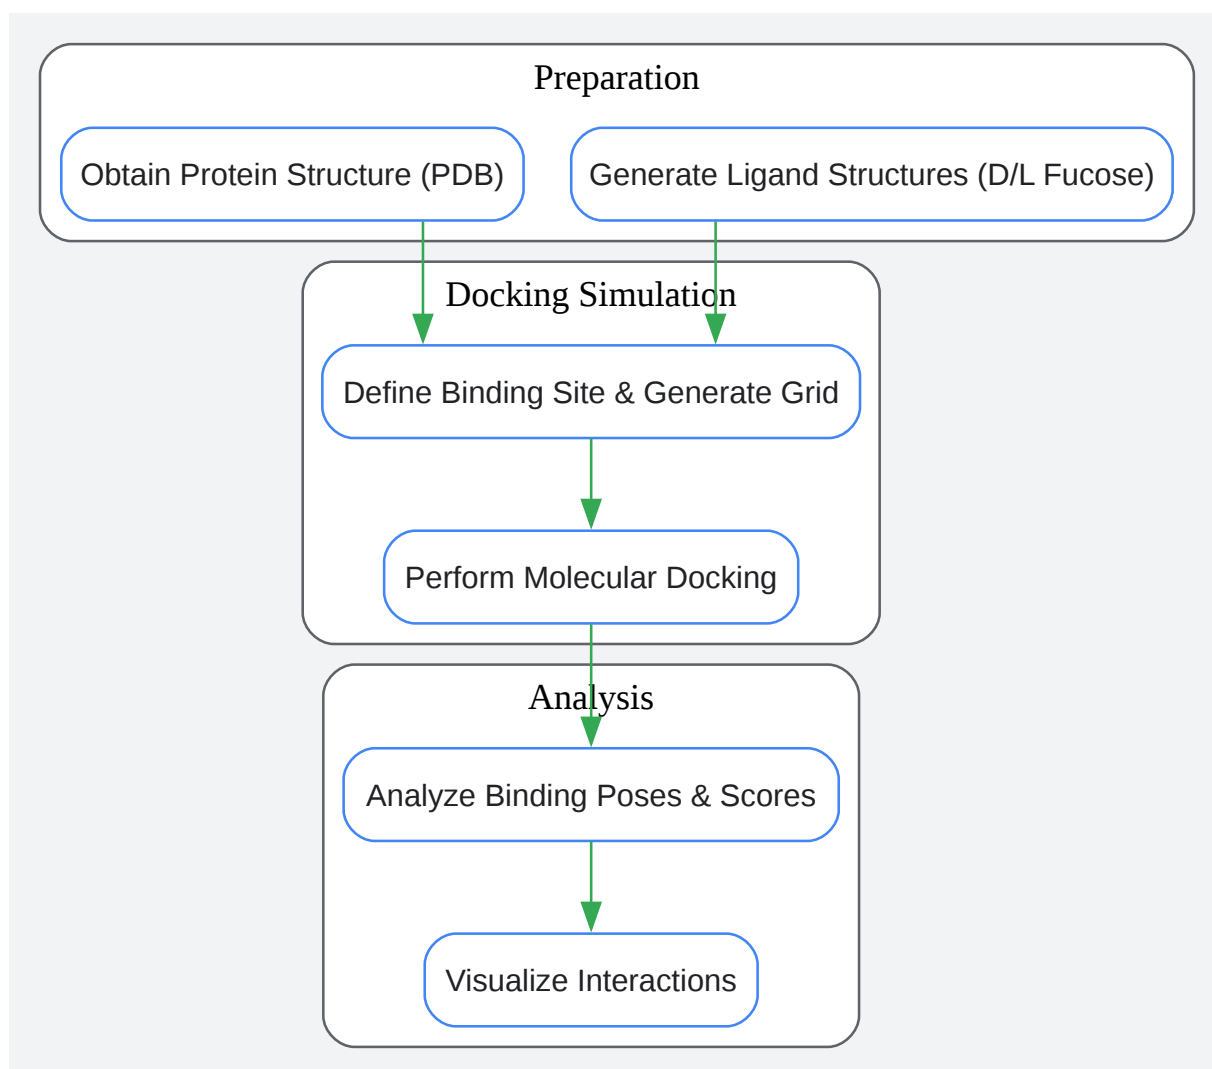 Preparation
Obtain Protein Structure (PDB)
Generate Ligand Structures (D/L Fucose)
Docking Simulation
Define Binding Site & Generate Grid
Perform Molecular Docking
Analysis
Analyze Binding Poses & Scores
Visualize Interactions